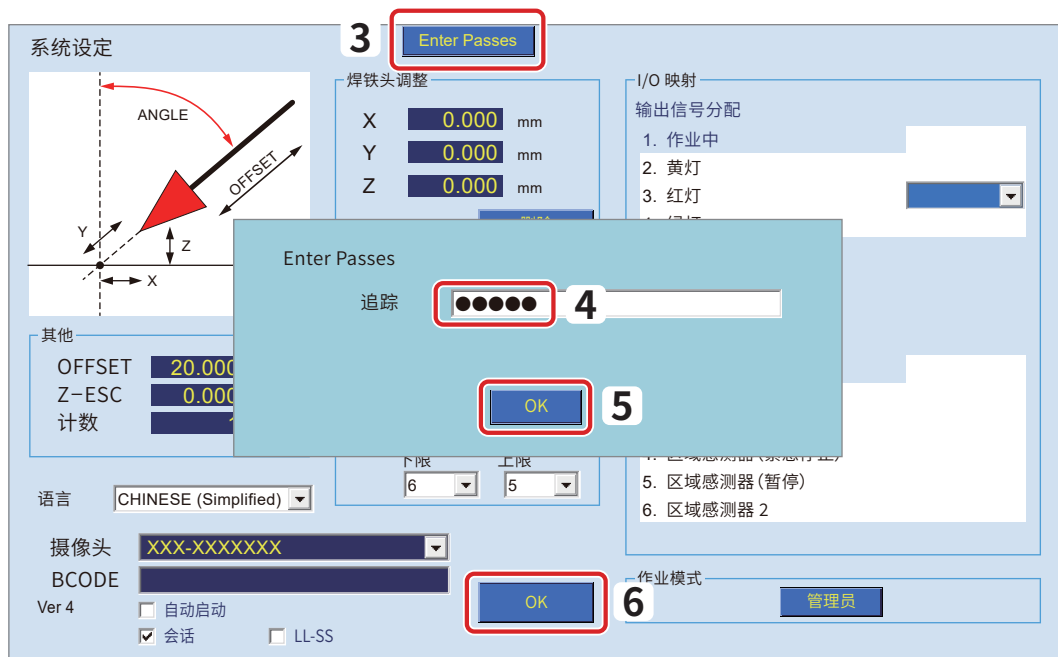 3
Enter Passes
系统设定
ANGLE
OFFSET
Y
Z
X
焊铁头调整
X 0.000 mm
Y 0.000 mm
Z 0.000 mm
I/O 映射
输出信号分配
1. 作业中
2. 黄灯
3. 红灯
Enter Passes
追踪 ●●●●● 4
OK 5
其他
OFFSET 20.000
Z-ESC 0.000
计数
下限 上限
6 5
5. 区域感测器(暂停)
6. 区域感测器 2
语言 CHINESE (Simplified)
摄像头 XXX-XXXXXXX
BCODE
Ver 4
自动启动
会话 LL-SS
OK 6
作业模式
管理员